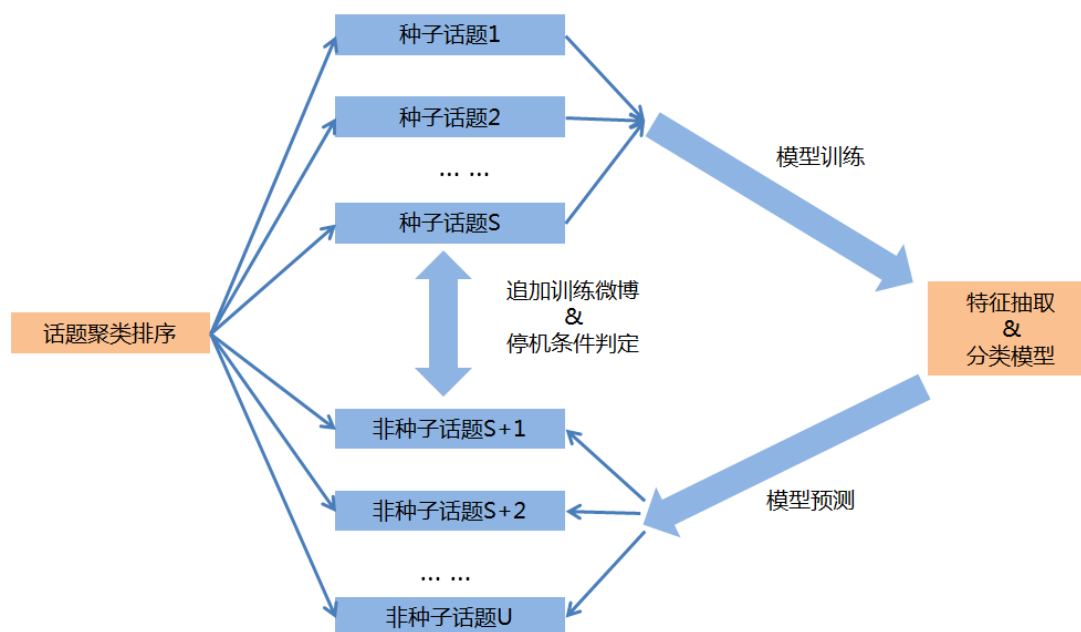 种子话题1
种子话题2
... ...
种子话题S
模型训练
追加训练微博
&
停机条件判定
话题聚类排序
特征抽取
&
分类模型
非种子话题S+1
非种子话题S+2
模型预测
... ...
非种子话题U